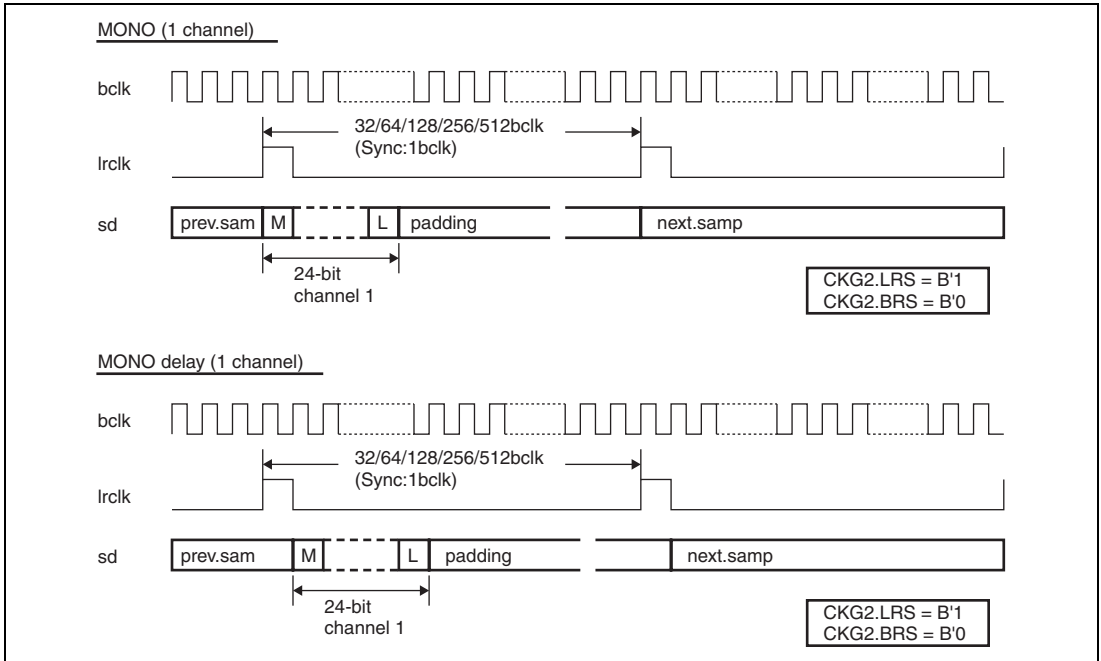 MONO (1 channel)
bclk
32/64/128/256/512bclk
(Sync:1bclk)
lrclk
sd
prev.sam
M
L
padding
next.samp
24-bit
channel 1
CKG2.LRS = B'1
CKG2.BRS = B'0
MONO delay (1 channel)
bclk
32/64/128/256/512bclk
(Sync:1bclk)
lrclk
sd
prev.sam
M
L
padding
next.samp
24-bit
channel 1
CKG2.LRS = B'1
CKG2.BRS = B'0